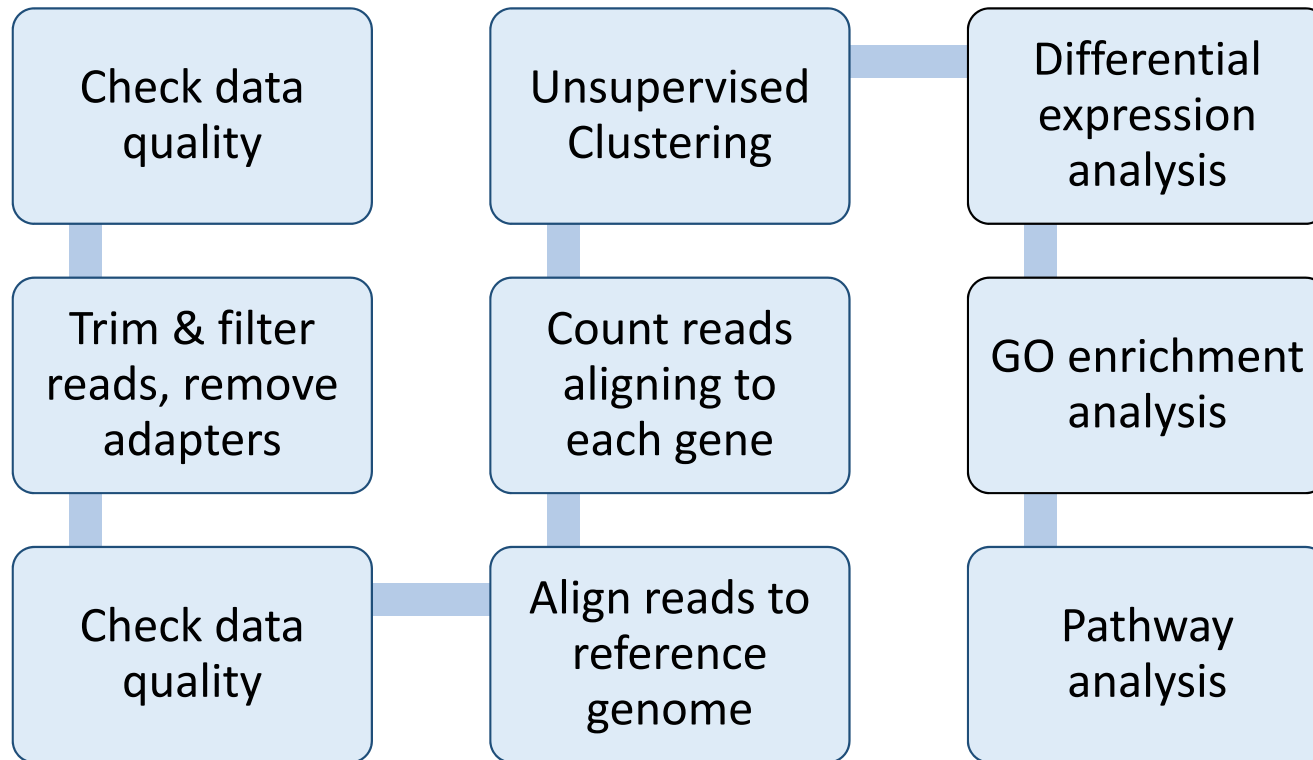 Check data
quality
Trim & filter
reads, remove
adapters
Check data
quality
Align reads to
reference
genome
Count reads
aligning to
each gene
Unsupervised
Clustering
Differential
expression
analysis
GO enrichment
analysis
Pathway
analysis